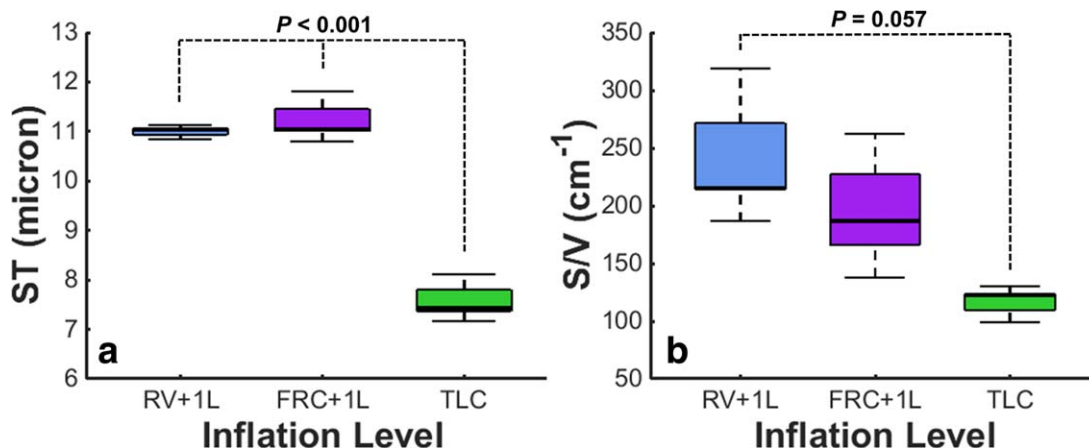 P < 0.001
13
12
11
10
9
8
7
6
ST (micron)
a
RV+1L FRC+1L TLC
Inflation Level
P = 0.057
350
300
250
200
150
100
50
S/V (cm⁻¹)
b
RV+1L FRC+1L TLC
Inflation Level